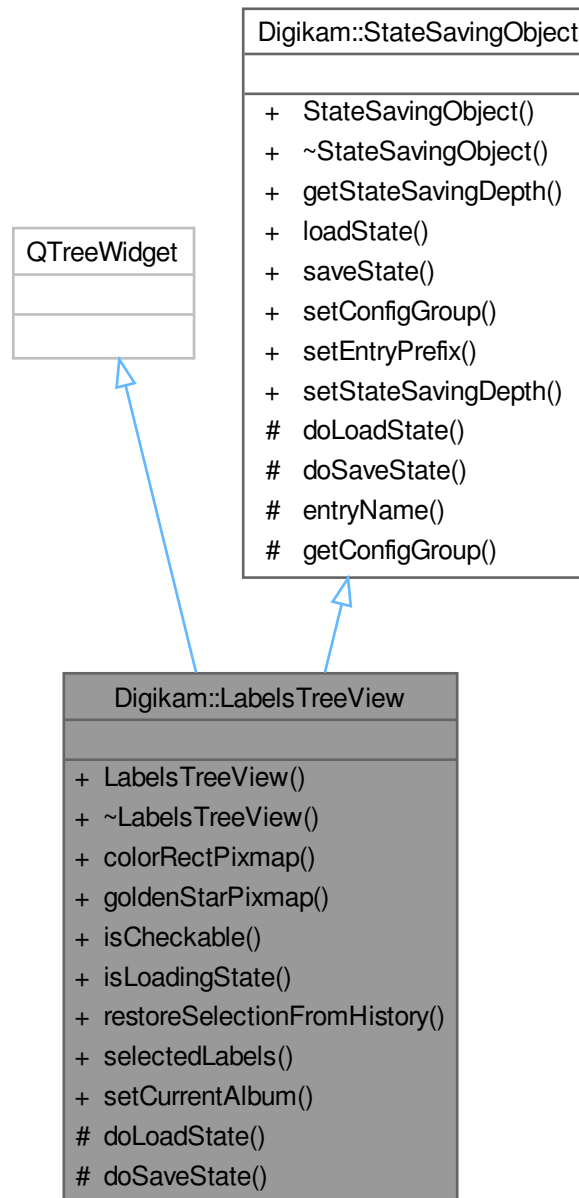 Digikam::StateSavingObject
+ StateSavingObject()
+ ~StateSavingObject()
+ getStateSavingDepth()
+ loadState()
+ saveState()
+ setConfigGroup()
+ setEntryPrefix()
+ setStateSavingDepth()
# doLoadState()
# doSaveState()
# entryName()
# getConfigGroup()
QTreeWidget
Digikam::LabelsTreeView
+ LabelsTreeView()
+ ~LabelsTreeView()
+ colorRectPixmap()
+ goldenStarPixmap()
+ isCheckable()
+ isLoadingState()
+ restoreSelectionFromHistory()
+ selectedLabels()
+ setCurrentAlbum()
# doLoadState()
# doSaveState()